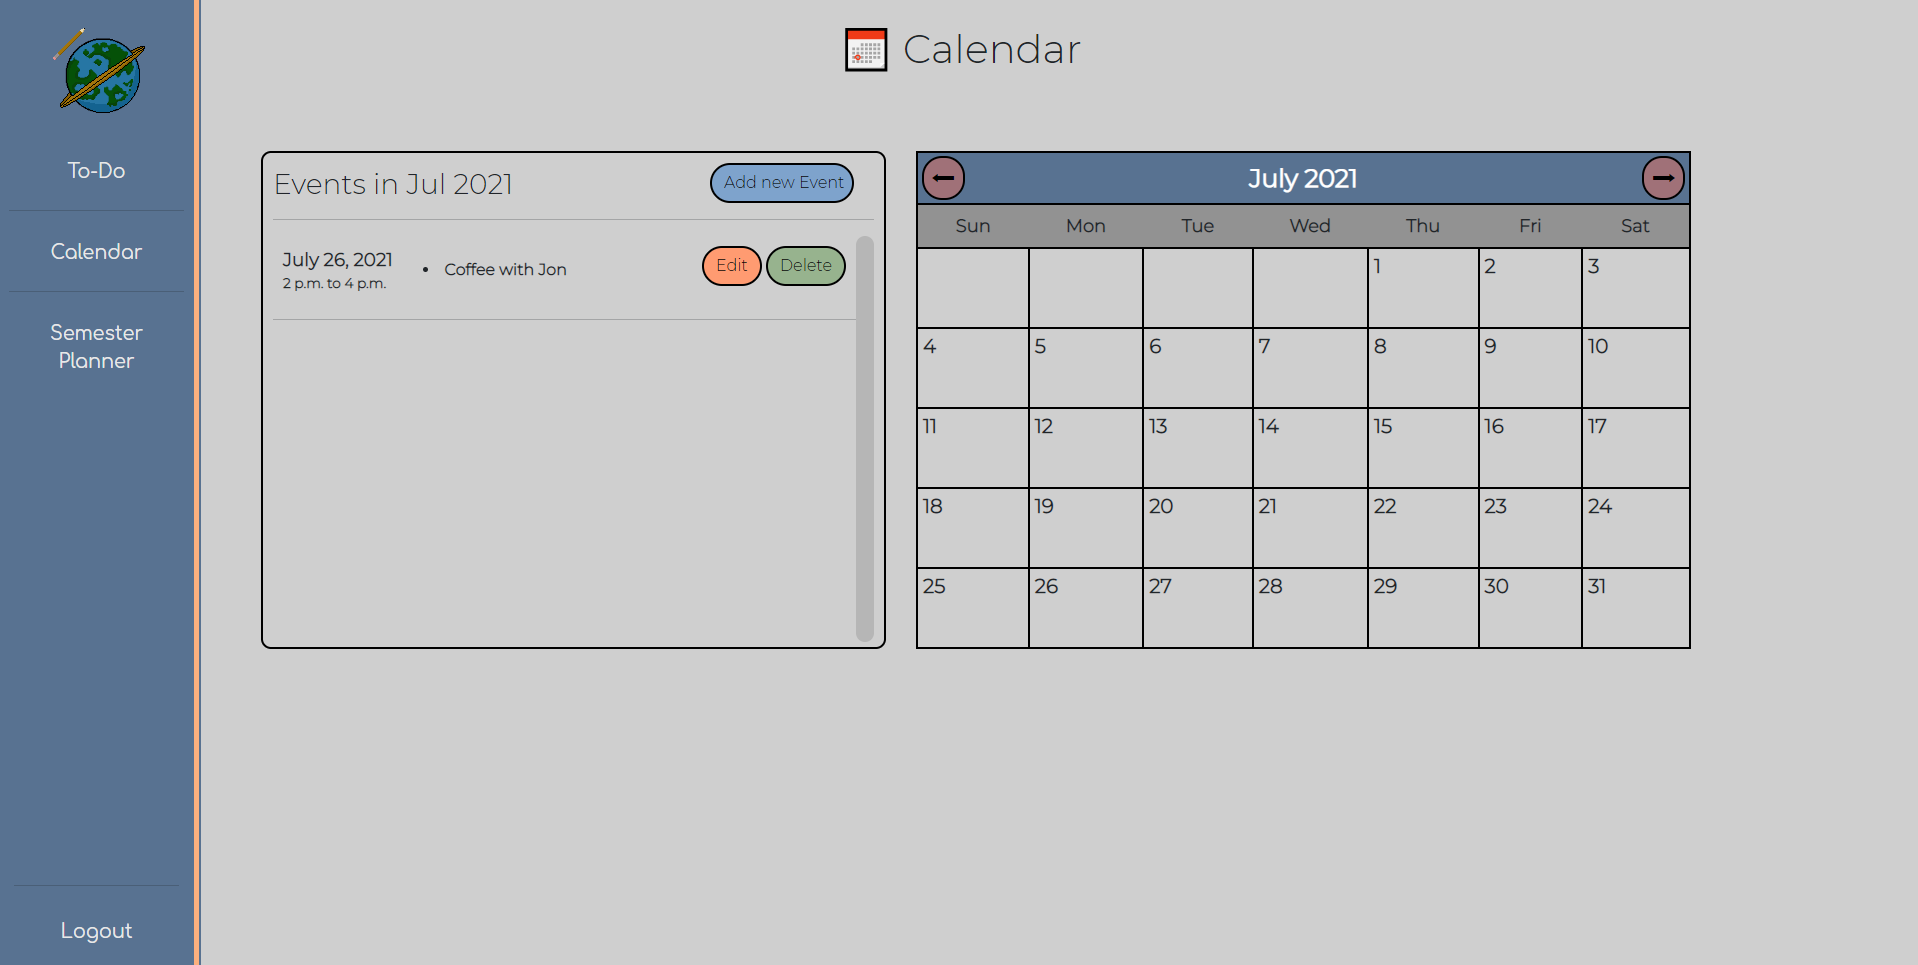 To-Do
Calendar
Semester
Planner
Logout
Calendar
Events in Jul 2021
Add new Event
July 26, 2021
2 p.m. to 4 p.m.
• Coffee with Jon
Edit
Delete
July 2021
Sun Mon Tue Wed Thu Fri Sat
1 2 3
4 5 6 7 8 9 10
11 12 13 14 15 16 17
18 19 20 21 22 23 24
25 26 27 28 29 30 31